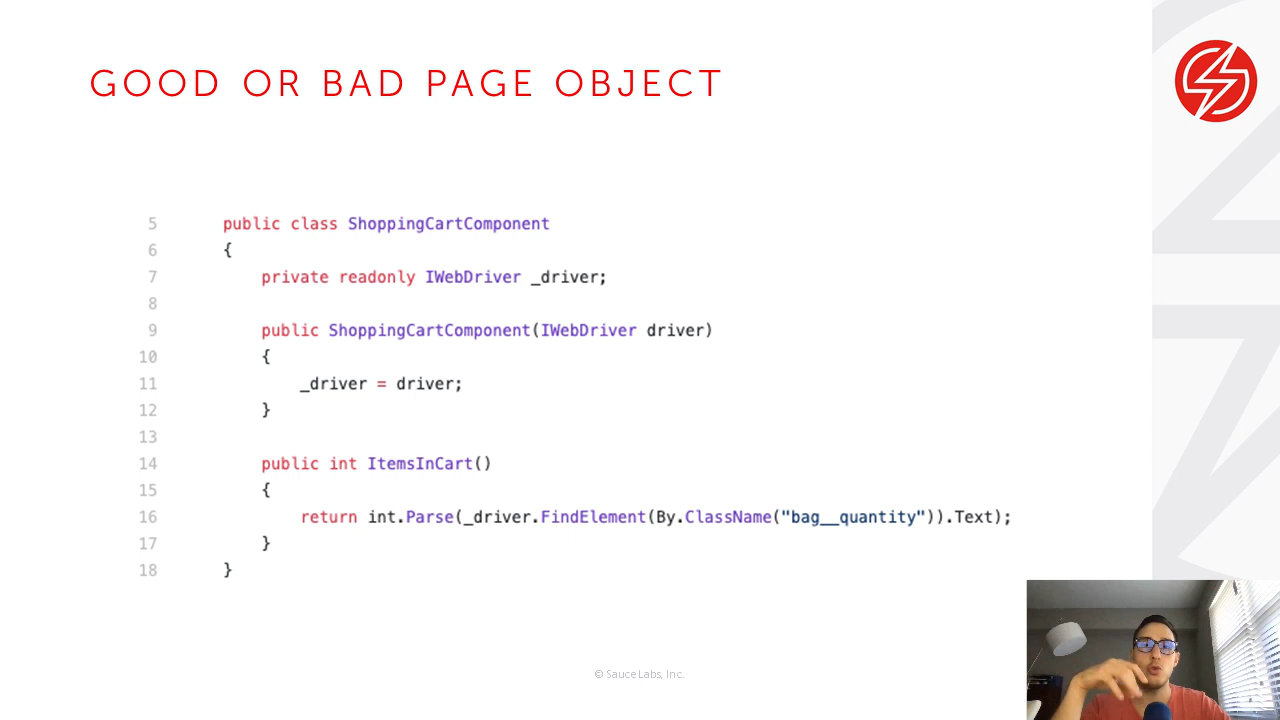 GOOD OR BAD PAGE OBJECT
5 public class ShoppingCartComponent
6 {
7 private readonly IWebDriver _driver;
8
9 public ShoppingCartComponent(IWebDriver driver)
10 {
11 _driver = driver;
12 }
13
14 public int ItemsInCart()
15 {
16 return int.Parse(_driver.FindElement(By.ClassName("bag__quantity")).Text);
17 }
18 }
© Sauce Labs, Inc.